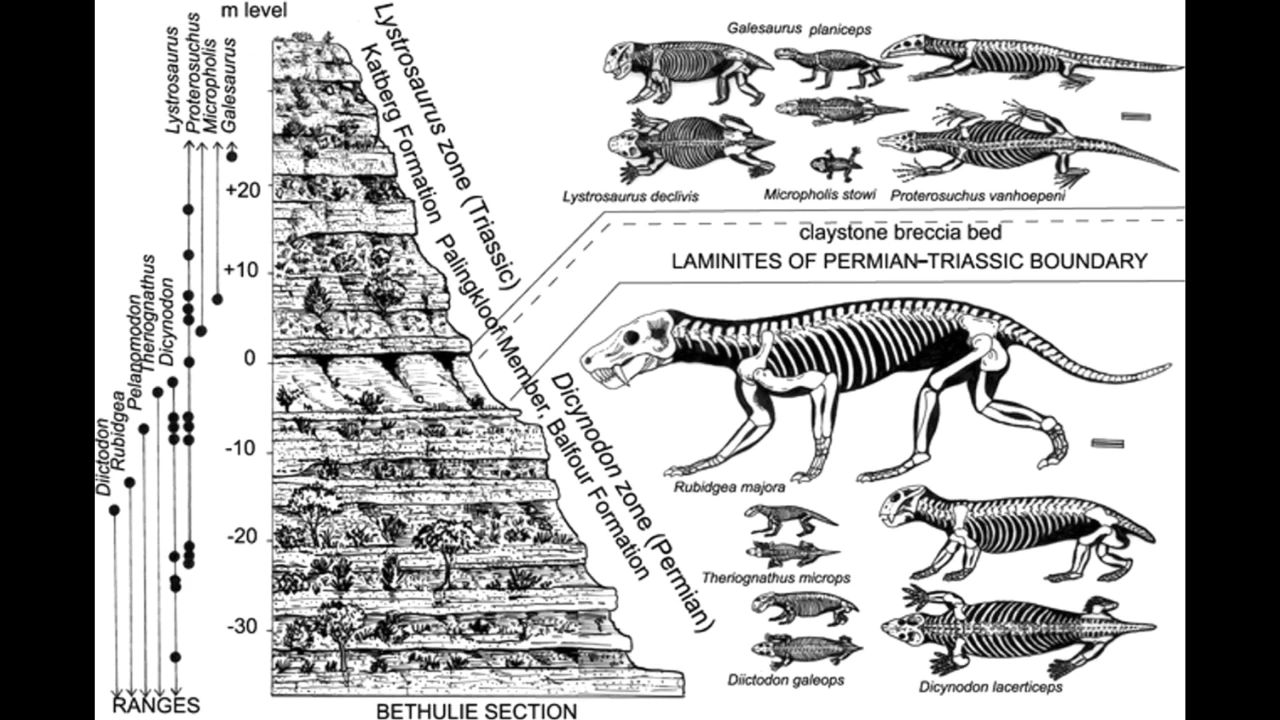 m level
Lystrosaurus
Proterosuchus
Micropholis
Galesaurus
+20
+10
0
-10
-20
-30
Theriognathus
Dicynodon
Pelanomodon
Rubidgea
Diictodon
RANGES
BETHULIE SECTION
Lystrosaurus zone (Triassic)
Katberg Formation
Palingkloof Member, Balfour Formation
Dicynodon zone (Permian)
Galesaurus planiceps
Lystrosaurus declivis
Micropholis stowi
Proterosuchus vanhoepeni
claystone breccia bed
LAMINITES OF PERMIAN–TRIASSIC BOUNDARY
Rubidgea majora
Theriognathus microps
Diictodon galeops
Dicynodon lacerticeps